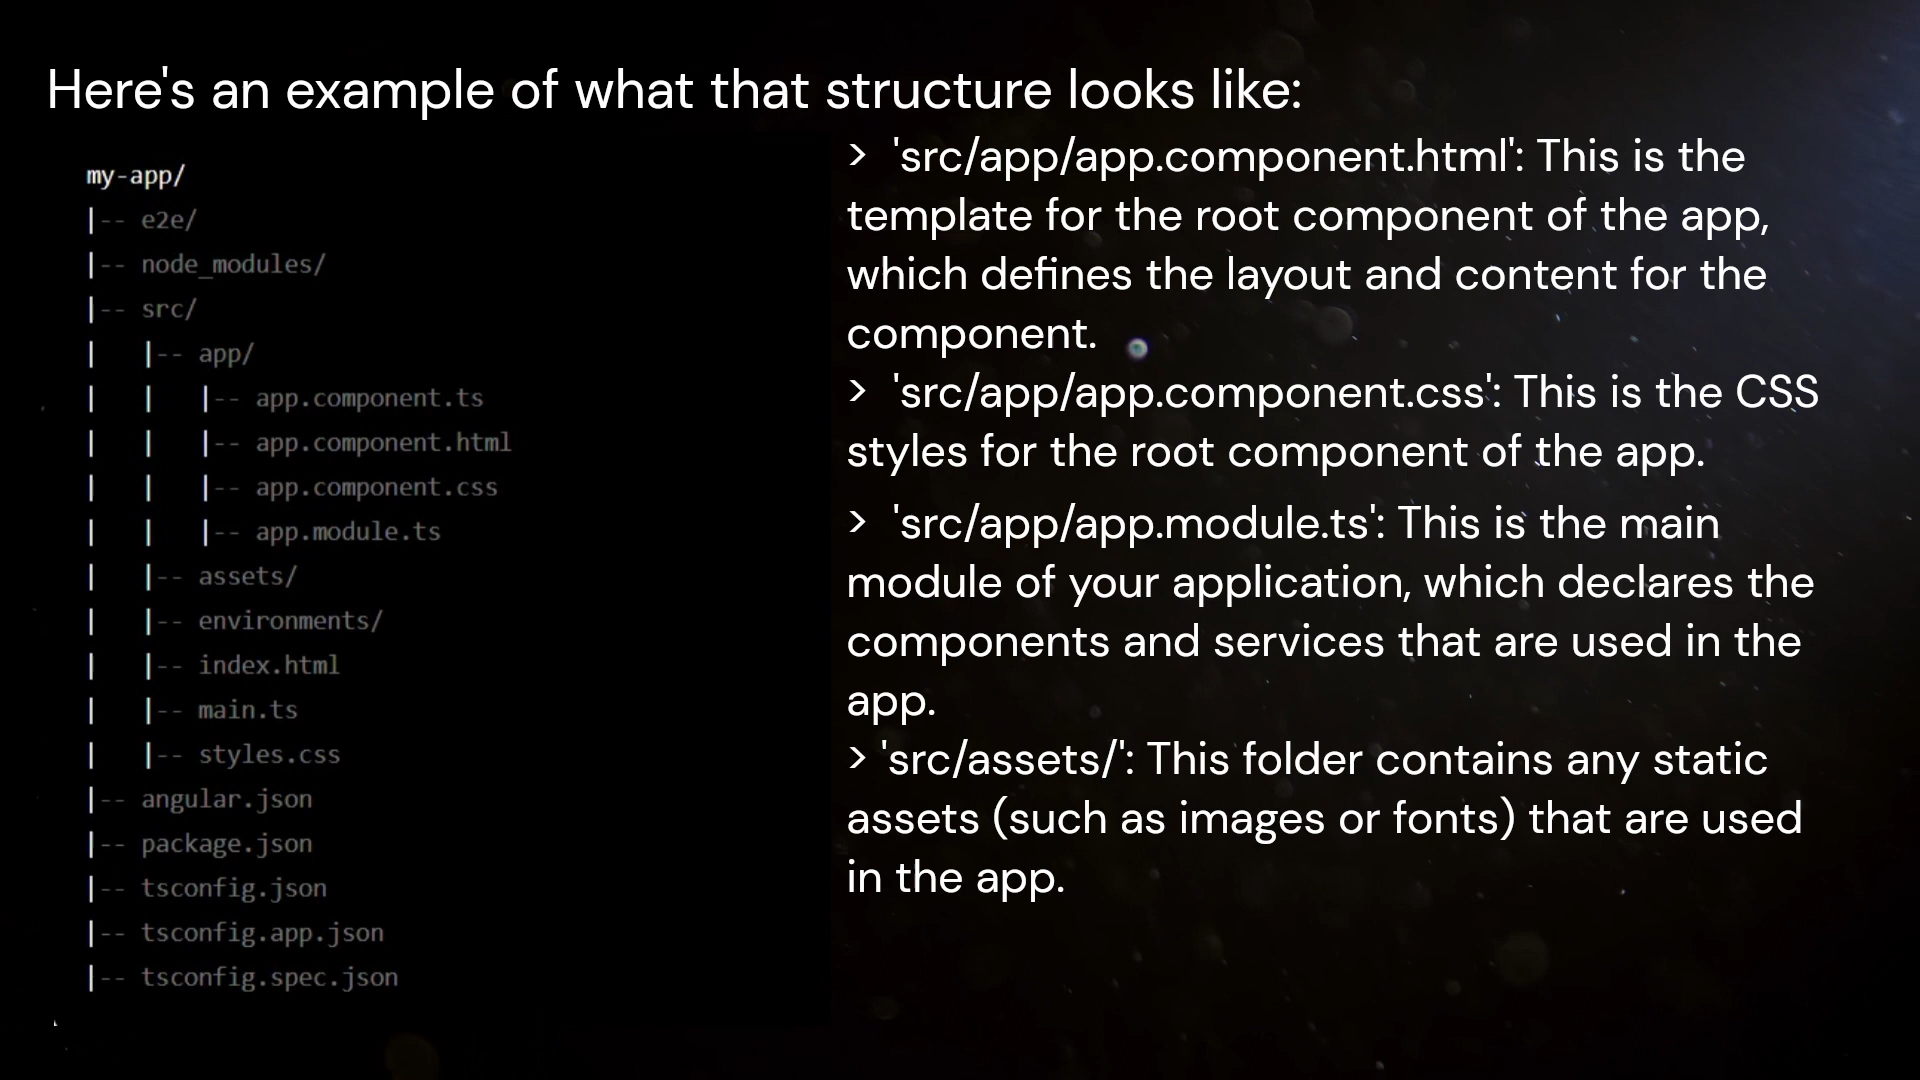 Here's an example of what that structure looks like:
my-app/
|-- e2e/
|-- node_modules/
|-- src/
|   |-- app/
|   |   |-- app.component.ts
|   |   |-- app.component.html
|   |   |-- app.component.css
|   |   |-- app.module.ts
|   |-- assets/
|   |-- environments/
|   |-- index.html
|   |-- main.ts
|   |-- styles.css
|-- angular.json
|-- package.json
|-- tsconfig.json
|-- tsconfig.app.json
|-- tsconfig.spec.json
> 'src/app/app.component.html': This is the
template for the root component of the app,
which defines the layout and content for the
component.
> 'src/app/app.component.css': This is the CSS
styles for the root component of the app.
> 'src/app/app.module.ts': This is the main
module of your application, which declares the
components and services that are used in the
app.
> 'src/assets/': This folder contains any static
assets (such as images or fonts) that are used
in the app.